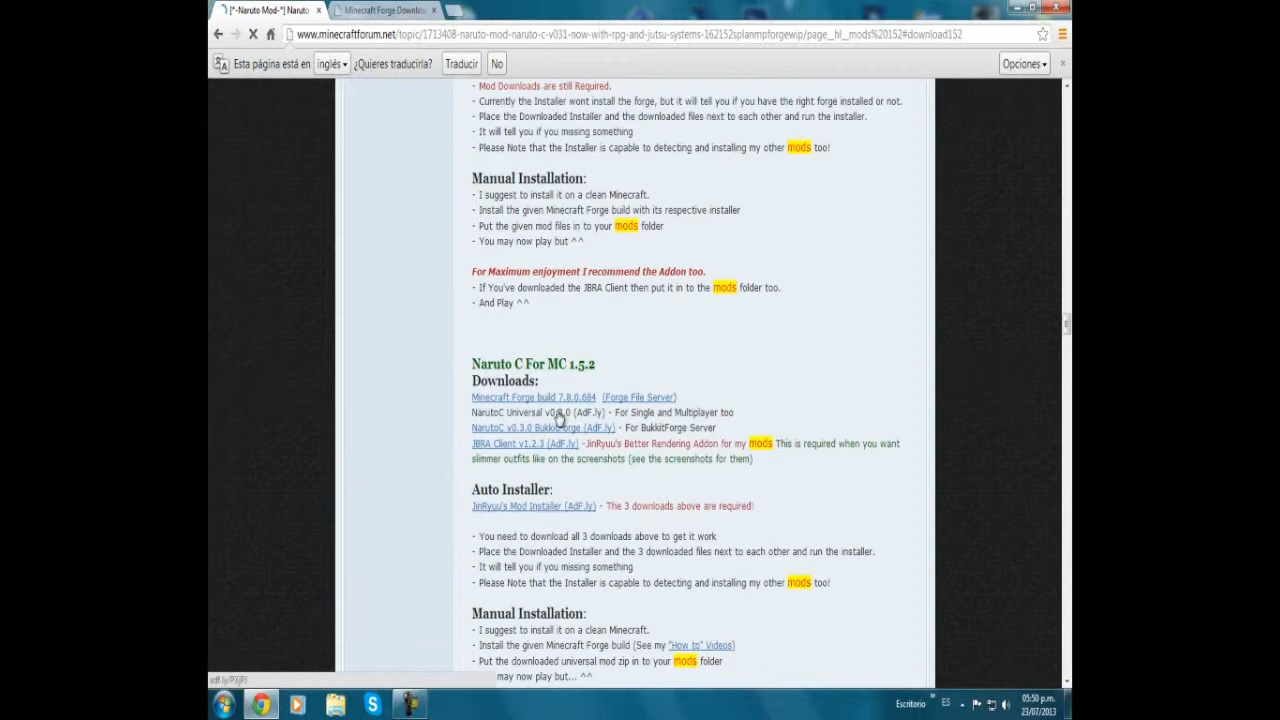 [*-Naruto Mod-*] Naruto
Minecraft Forge Downloa
www.minecraftforum.net/topic/1713408-naruto-mod-naruto-c-v031-now-with-rpg-and-jutsu-systems-162152splanmpforgewip/page__hl__mods%20152#download152
Esta página está en inglés ¿Quieres traducirla? Traducir No Opciones
- Mod Downloads are still Required.
- Currently the Installer wont install the forge, but it will tell you if you have the right forge installed or not.
- Place the Downloaded Installer and the downloaded files next to each other and run the installer.
- It will tell you if you missing something
- Please Note that the Installer is capable to detecting and installing my other mods too!
Manual Installation:
- I suggest to install it on a clean Minecraft.
- Install the given Minecraft Forge build with its respective installer
- Put the given mod files in to your mods folder
- You may now play but ^^
For Maximum enjoyment I recommend the Addon too.
- If You've downloaded the JBRA Client then put it in to the mods folder too.
- And Play ^^
Naruto C For MC 1.5.2
Downloads:
Minecraft Forge build 7.8.0.684 (Forge File Server)
NarutoC Universal v0.3.0 (AdF.ly) - For Single and Multiplayer too
NarutoC v0.3.0 BukkitForge (AdF.ly) - For BukkitForge Server
JBRA Client v1.2.3 (AdF.ly) -JinRyuu's Better Rendering Addon for my mods This is required when you want
slimmer outfits like on the screenshots (see the screenshots for them)
Auto Installer:
JinRyuu's Mod Installer (AdF.ly) - The 3 downloads above are required!
- You need to download all 3 downloads above to get it work
- Place the Downloaded Installer and the 3 downloaded files next to each other and run the installer.
- It will tell you if you missing something
- Please Note that the Installer is capable to detecting and installing my other mods too!
Manual Installation:
- I suggest to install it on a clean Minecraft.
- Install the given Minecraft Forge build (See my "How to" Videos)
- Put the downloaded universal mod zip in to your mods folder
may now play but... ^^
Escritorio
ES
05:50 p.m.
23/07/2013